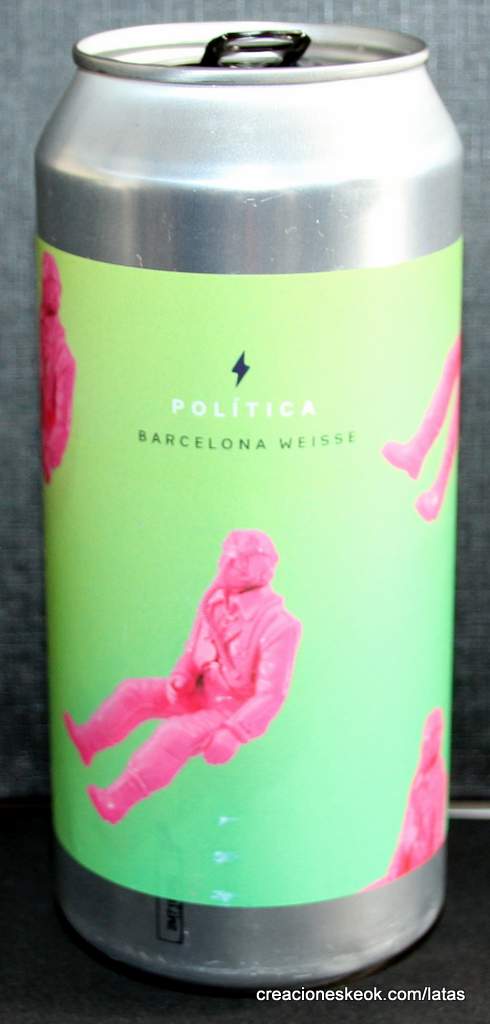 POLÍTICA
BARCELONA WEISSE
creacioneskeok.com/latas